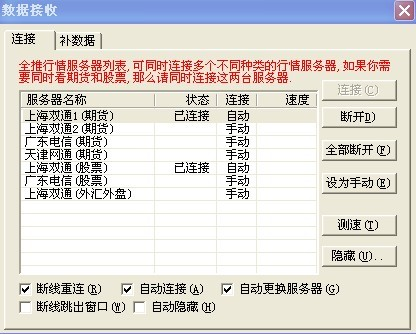 数据接收
连接 补数据
全推行情服务器列表, 可同时连接多个不同种类的行情服务器, 如果你需
要同时看期货和股票, 那么请同时连接这两台服务器.
服务器名称 状态 连接 速度
上海双通1(期货) 已连接 自动
上海双通2(期货) 手动
广东电信(期货) 手动
天津网通(期货) 手动
上海双通(股票) 已连接 自动
广东电信(股票) 手动
上海双通(外汇外盘) 手动
连接(C)
断开D)
全部断开(F)
设为手动(E)
测速(T)
隐藏(U)..
断线重连(R) 自动连接(A) 自动更换服务器(G)
断线跳出窗口(W) 自动隐藏(H)